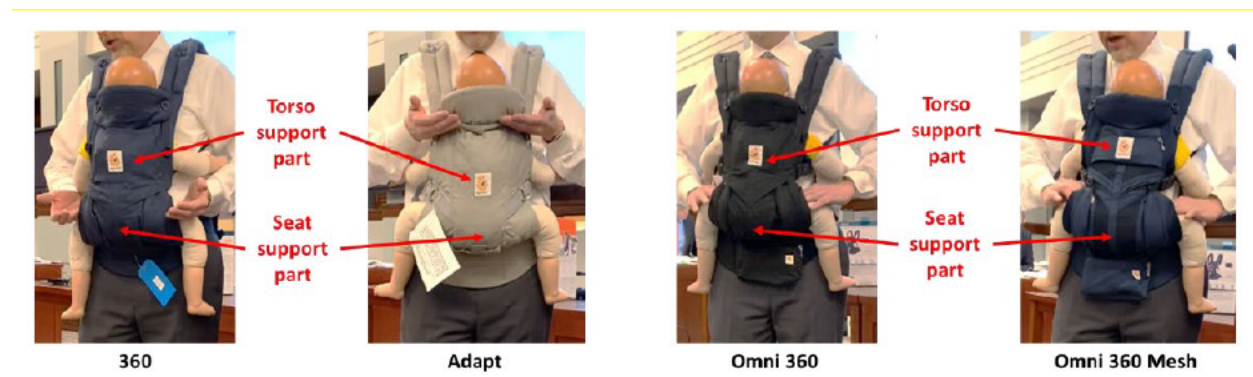 Torso
support
part
Seat
support
part
Torso
support
part
Seat
support
part
360
Adapt
Omni 360
Omni 360 Mesh